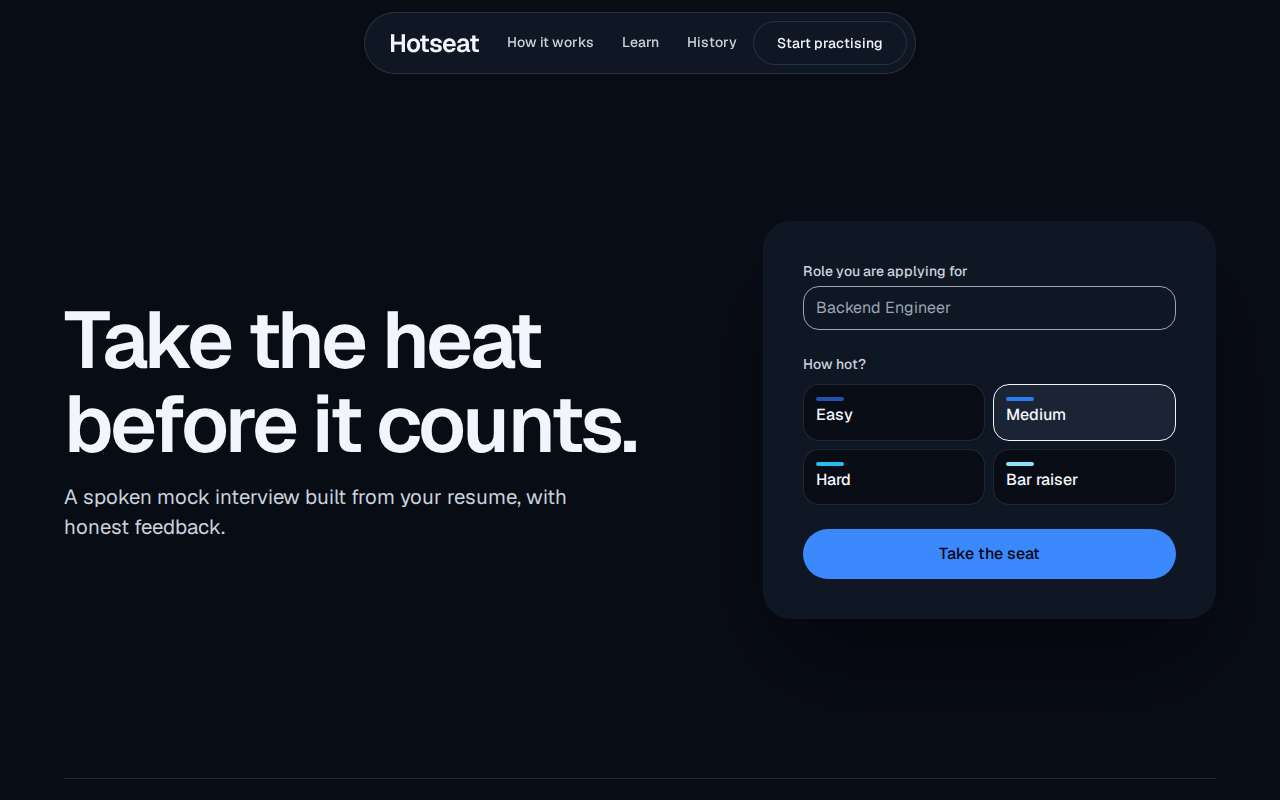 Hotseat
How it works
Learn
History
Start practising
Take the heat
before it counts.
A spoken mock interview built from your resume, with
honest feedback.
Role you are applying for
Backend Engineer
How hot?
Easy
Medium
Hard
Bar raiser
Take the seat